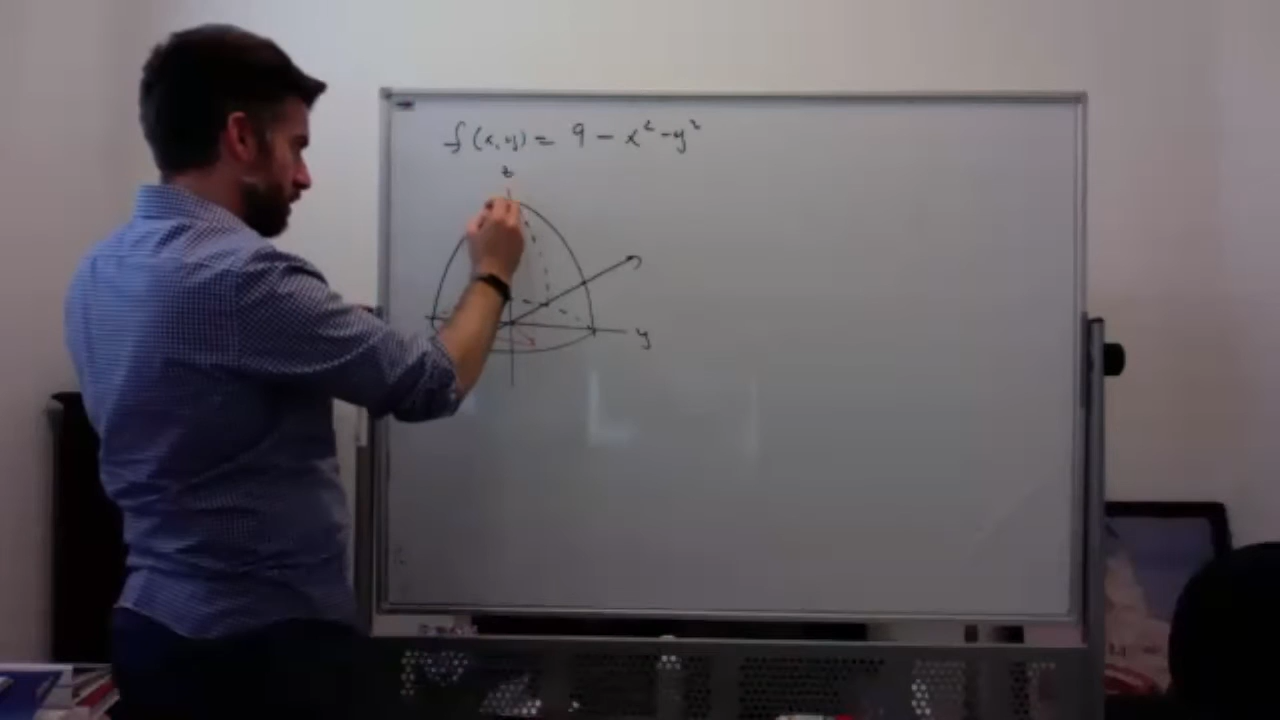 f(x,y) = 9 - x² - y²
z
y